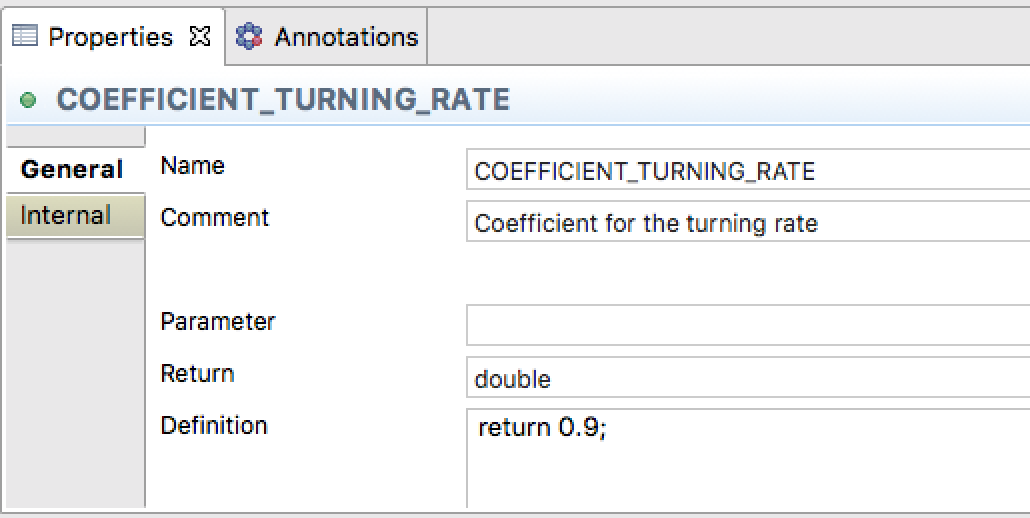 Properties Annotations
COEFFICIENT_TURNING_RATE
General
Internal
Name COEFFICIENT_TURNING_RATE
Comment Coefficient for the turning rate
Parameter
Return double
Definition return 0.9;